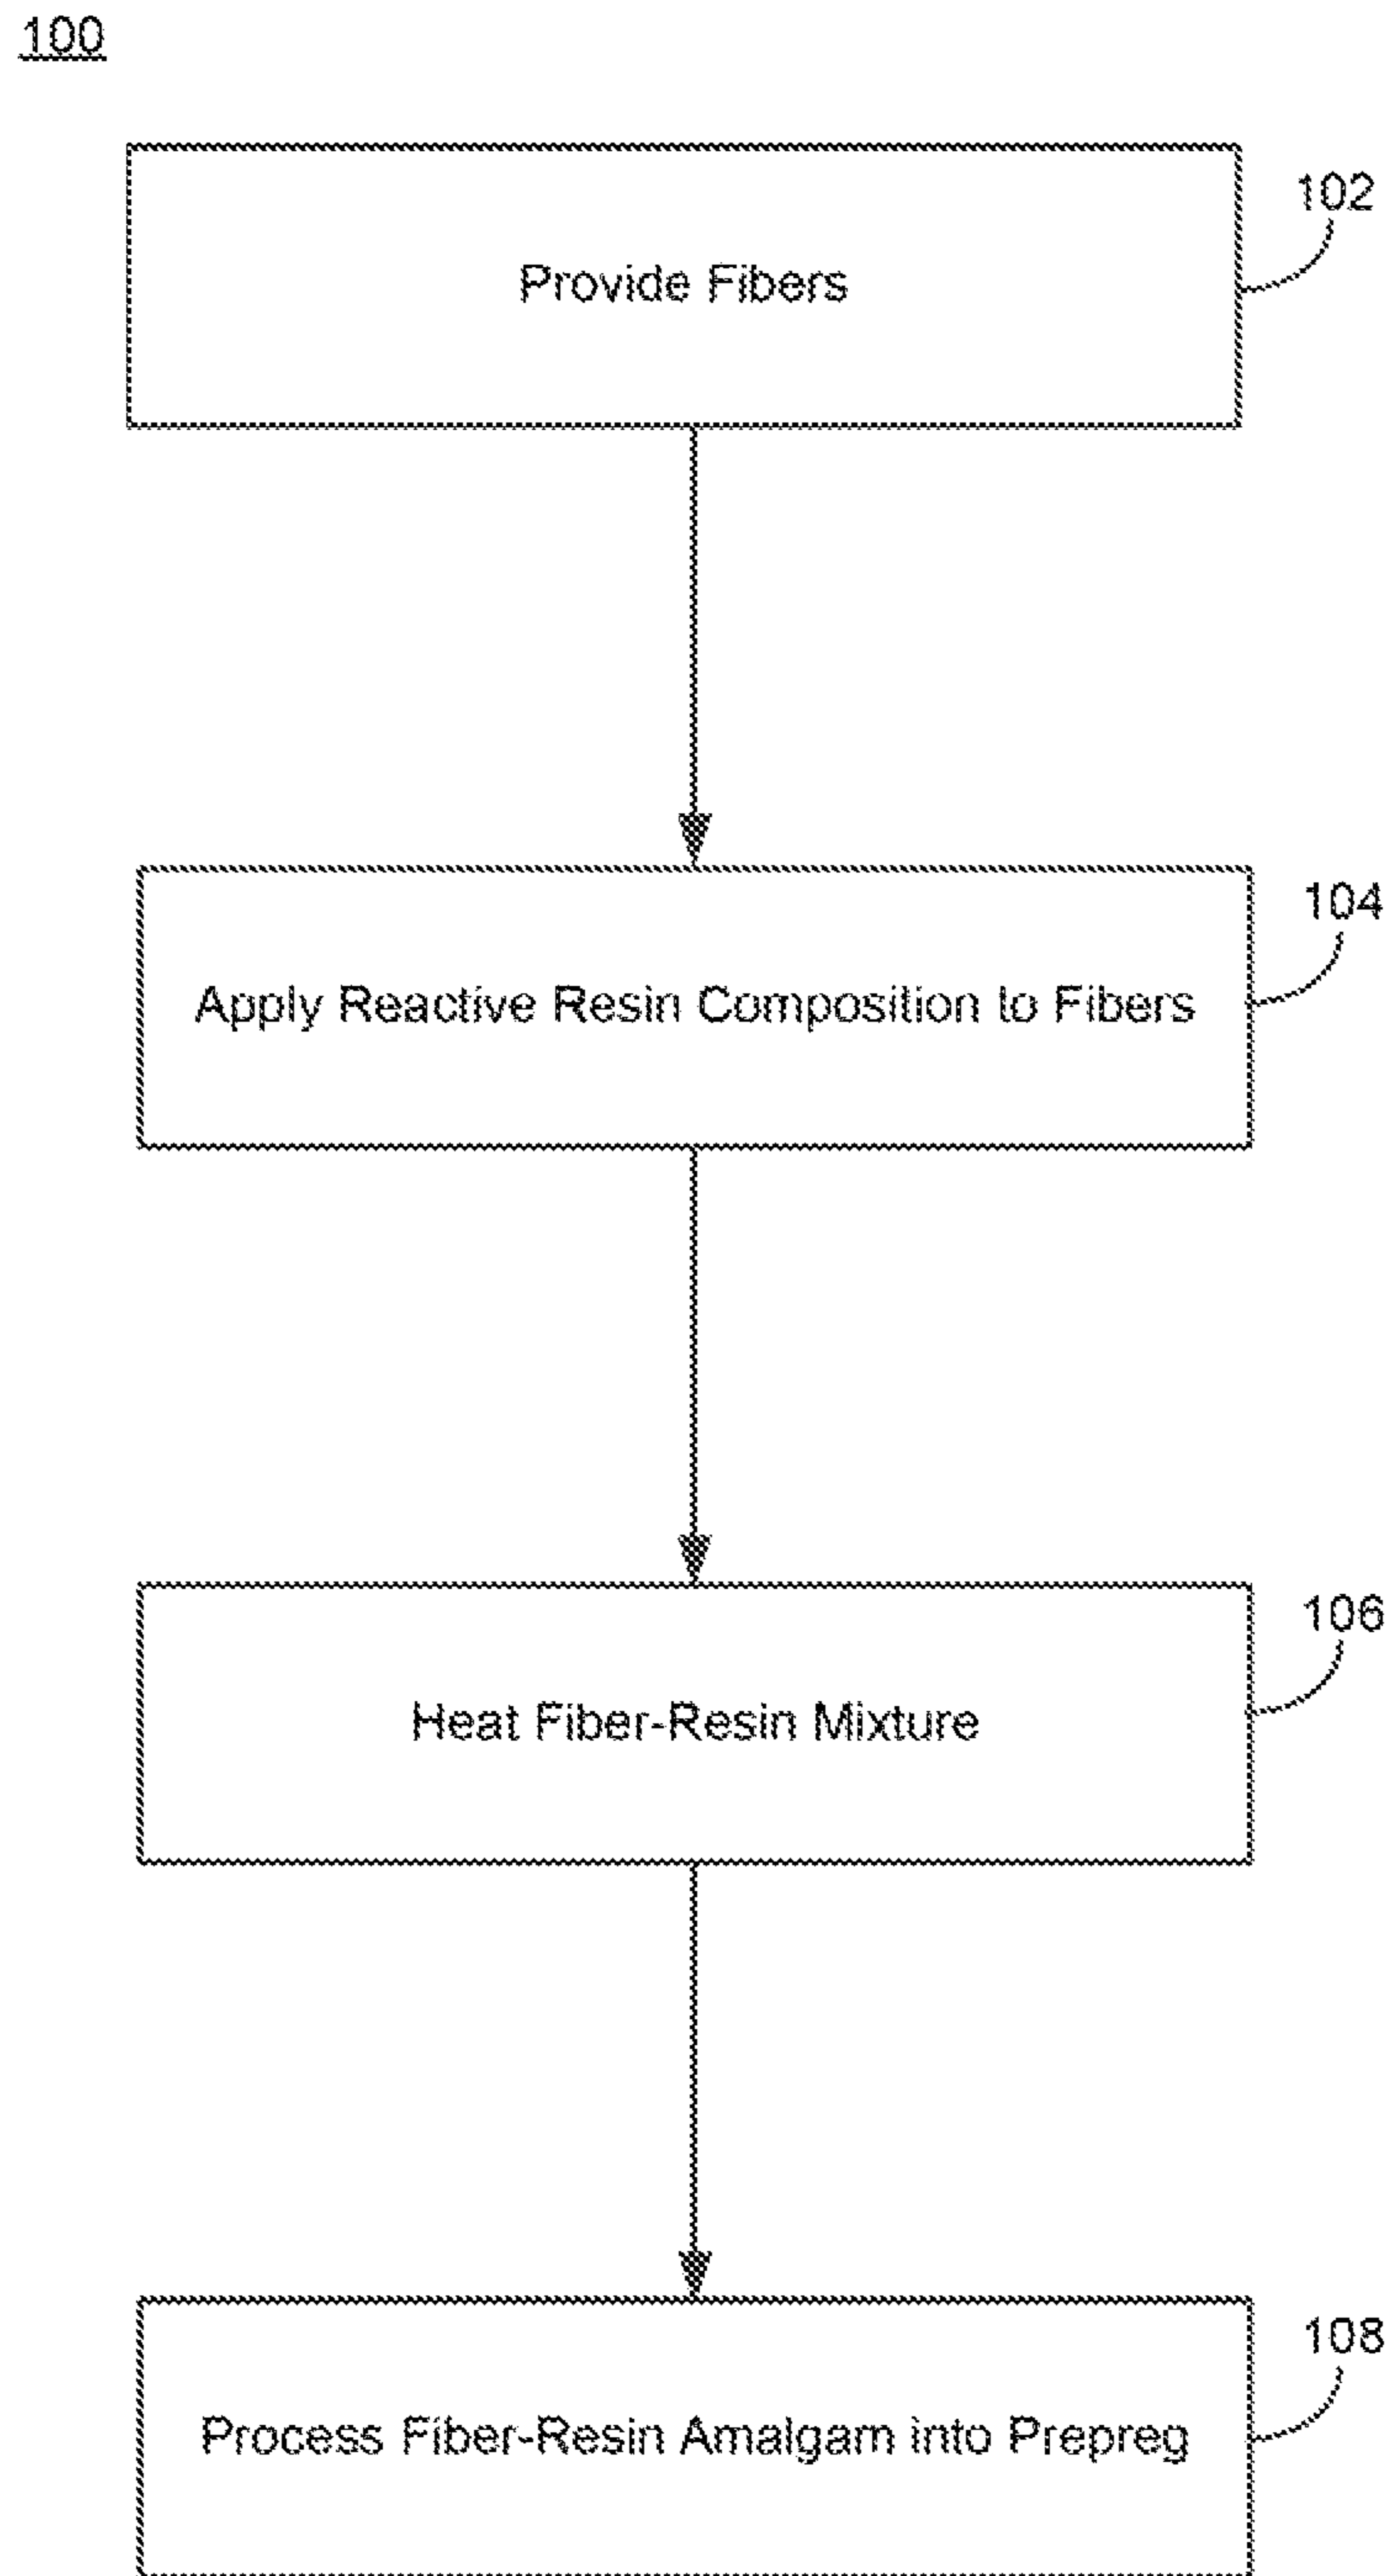 100
102
Provide Fibers
104
Apply Reactive Resin Composition to Fibers
106
Heat Fiber-Resin Mixture
108
Process Fiber-Resin Amalgam into Prepreg